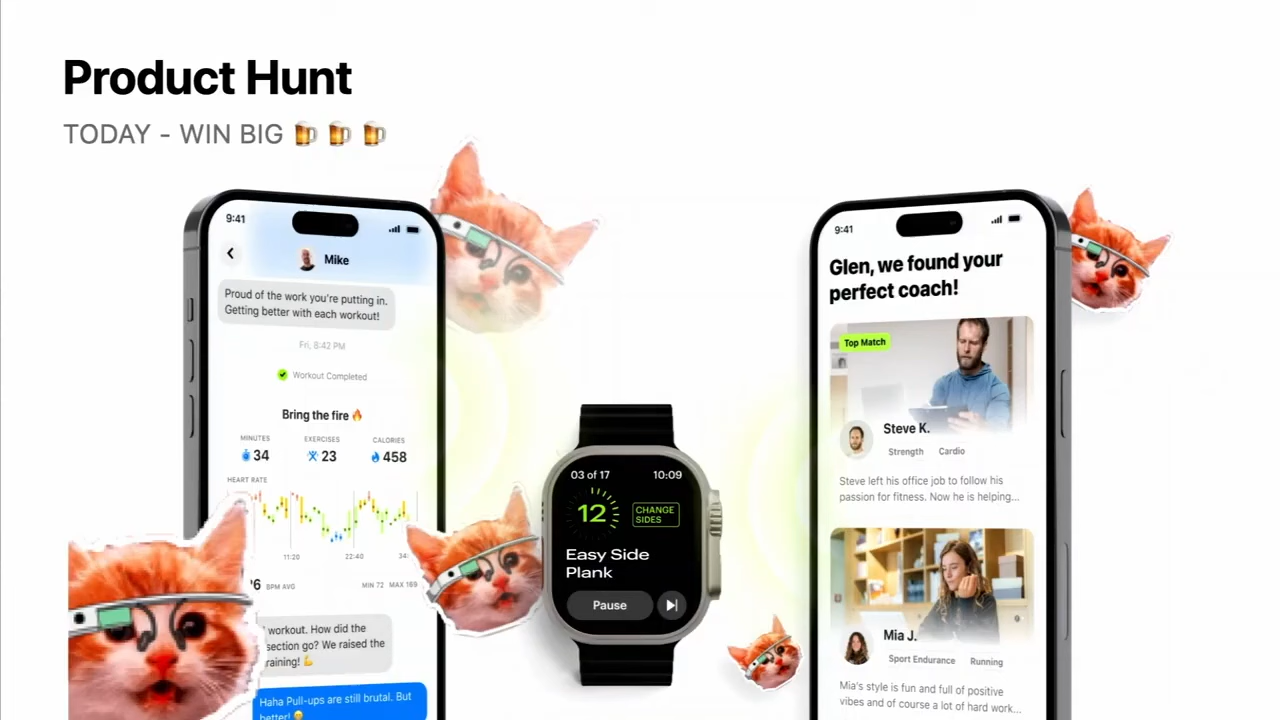 Product Hunt
TODAY - WIN BIG 🍺 🍺 🍺
9:41
Mike
Proud of the work you're putting in.
Getting better with each workout!
Fri, 8:42 PM
Workout Completed
Bring the fire 🔥
MINUTES EXERCISES CALORIES
34 23 458
HEART RATE
11:20 22:40 34:
6 BPM AVG MIN 72 MAX 169
workout. How did the
section go? We raised the
raining! 💪
Haha Pull-ups are still brutal. But
better!
03 of 17 10:09
12 CHANGE
SIDES
Easy Side
Plank
Pause
9:41
Glen, we found your
perfect coach!
Top Match
Steve K.
Strength Cardio
Steve left his office job to follow his
passion for fitness. Now he is helping...
Mia J.
Sport Endurance Running
Mia's style is fun and full of positive
vibes and of course a lot of hard work...